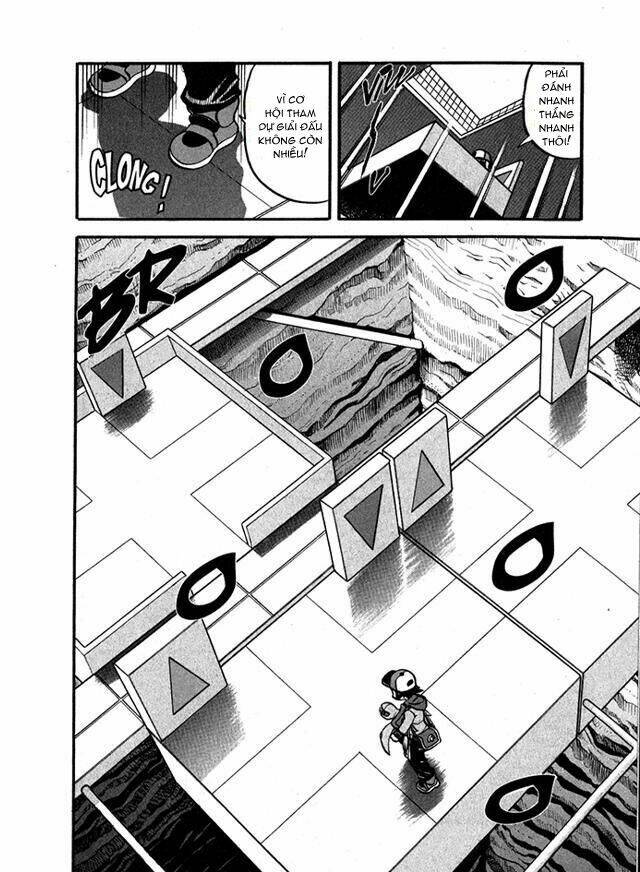 PHẢI
ĐÁNH
NHANH
THẮNG
NHANH
THÔI!
VÌ CƠ
HỘI THAM
DỰ GIẢI ĐẤU
KHÔNG CÒN
NHIỀU!
CLONG!
BR